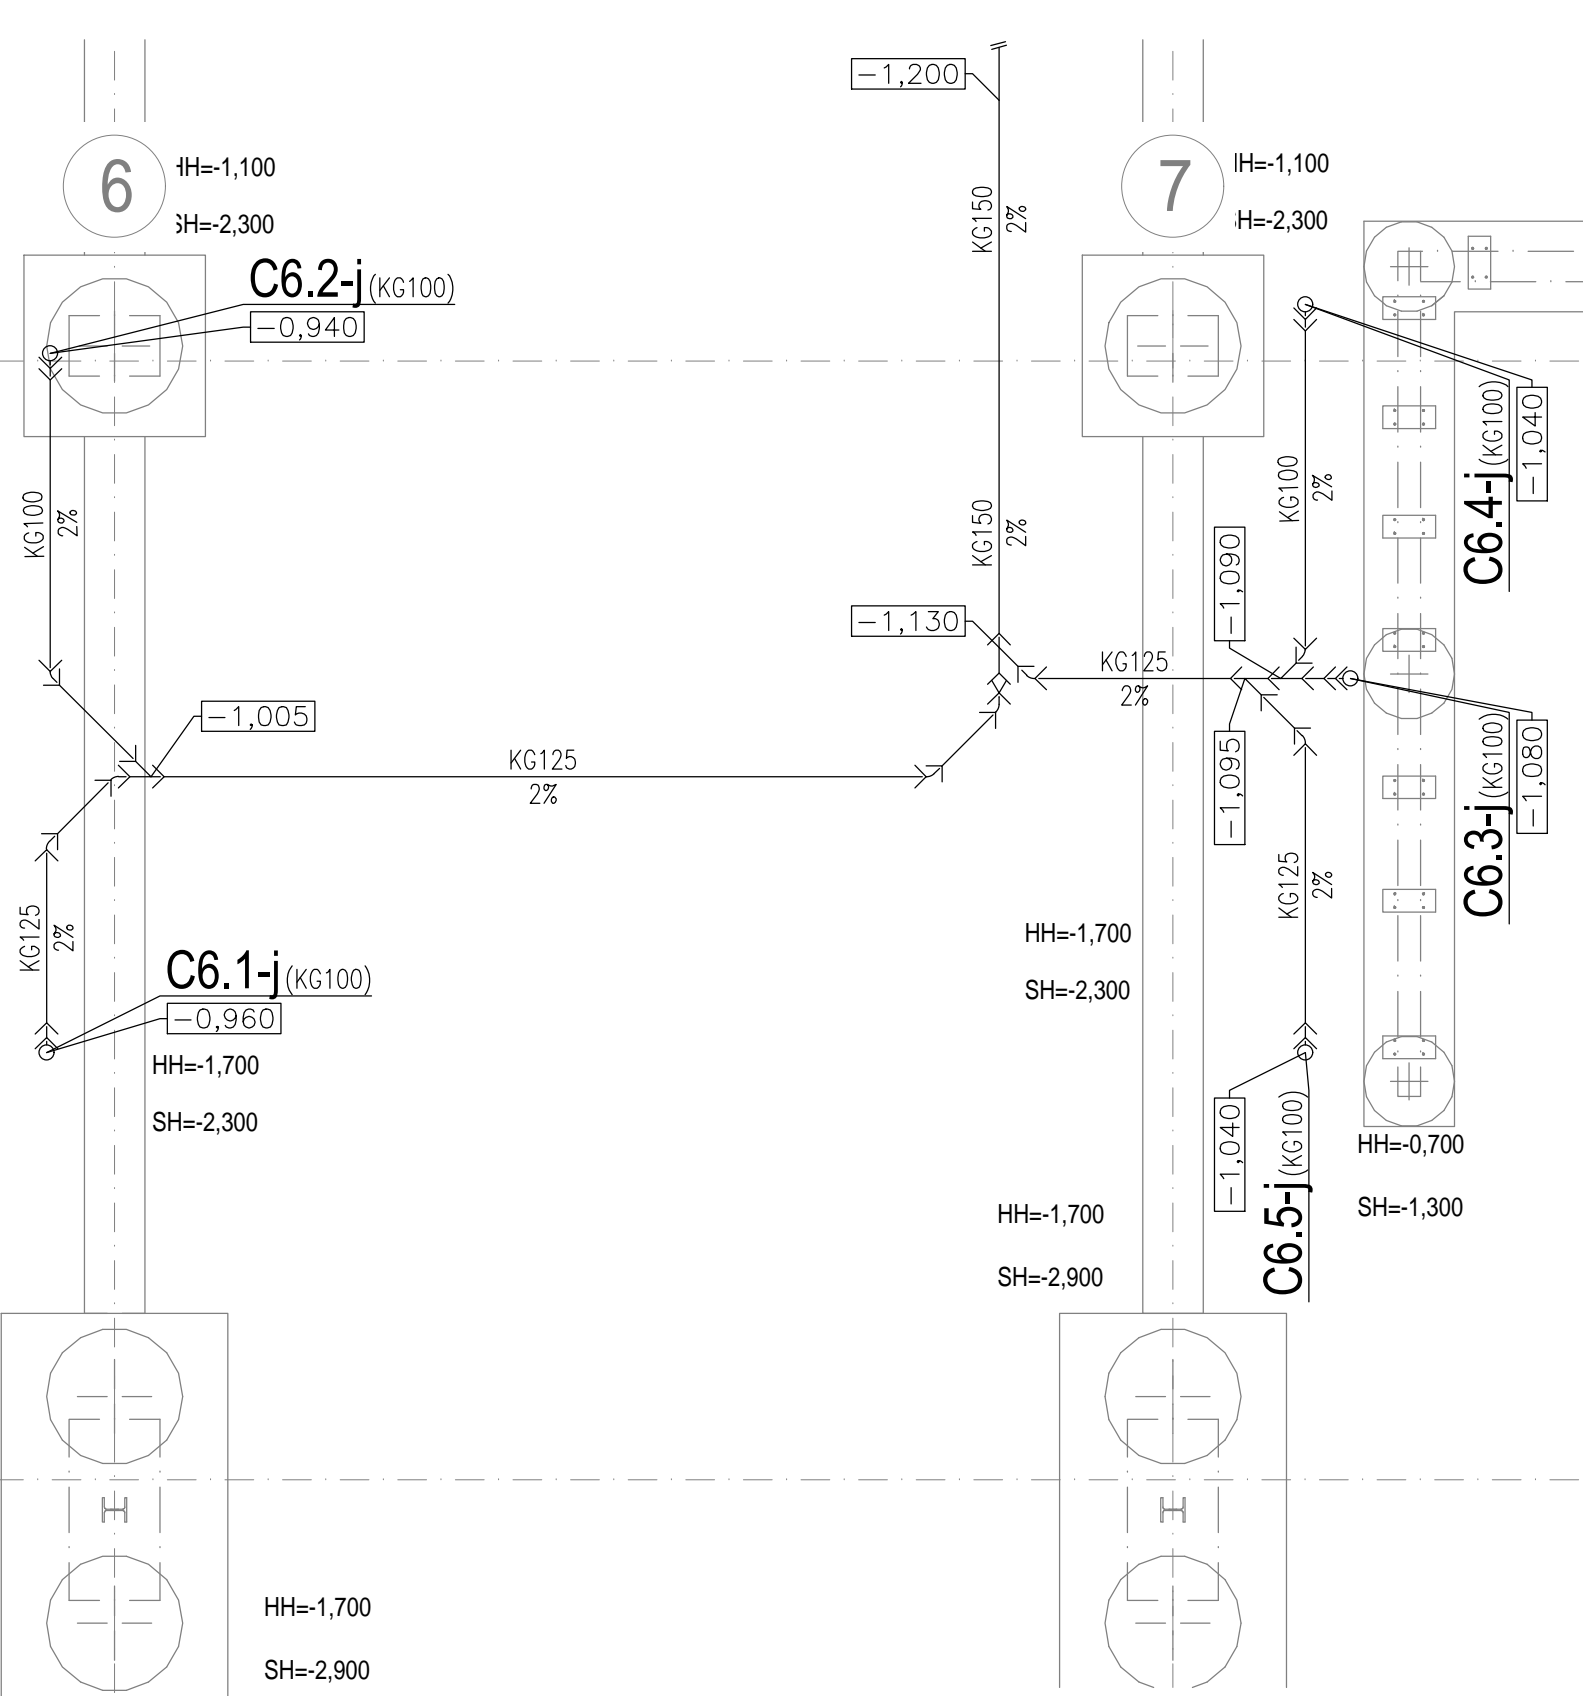 −1,200
6
HH=-1,100
SH=-2,300
7
HH=-1,100
SH=-2,300
KG150
2%
C6.2-j(KG100)
−0,940
KG100
2%
KG150
2%
KG100
2%
C6.4-j(KG100)
−1,040
−1,090
−1,130
KG125
2%
−1,005
KG125
2%
−1,095
C6.3-j(KG100)
−1,080
KG125
2%
KG125
2%
HH=-1,700
SH=-2,300
C6.1-j(KG100)
−0,960
HH=-1,700
SH=-2,300
−1,040
C6.5-j(KG100)
HH=-0,700
SH=-1,300
HH=-1,700
SH=-2,900
HH=-1,700
SH=-2,900